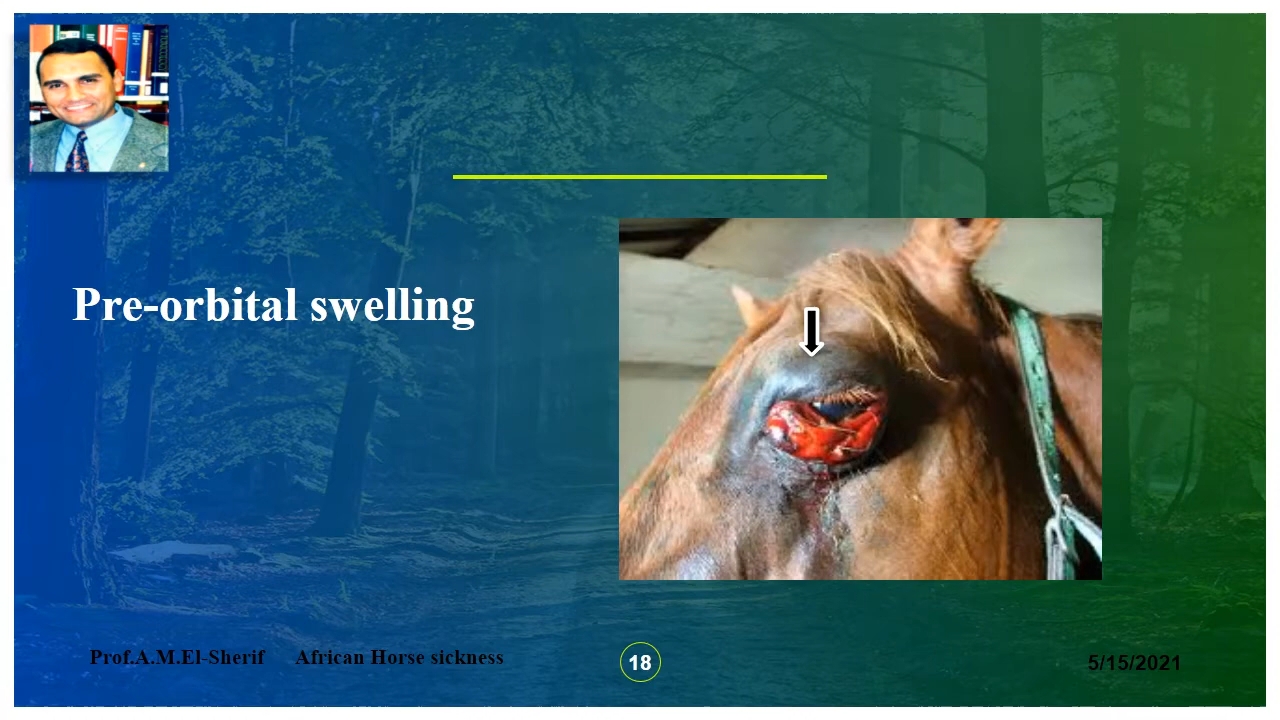 Pre-orbital swelling
Prof.A.M.El-Sherif African Horse sickness
18
5/15/2021